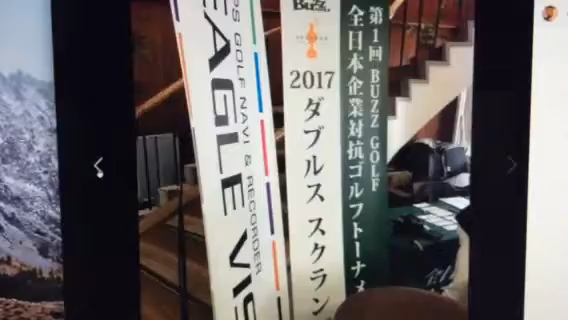 第1回 BUZZ GOLF
全日本企業対抗ゴルフトーナメ
BUZZ
2017
ダブルス スクラン
PS GOLF NAVI & RECORDER
EAGLE VIS